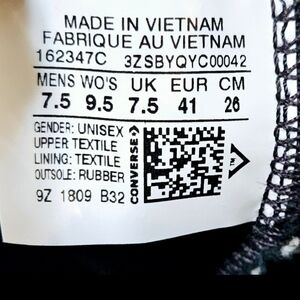 MADE IN VIETNAM
FABRIQUE AU VIETNAM
162347C 3ZSBYQYC00042
MENS WO'S UK EUR CM
7.5 9.5 7.5 41 26
GENDER: UNISEX
UPPER TEXTILE
LINING: TEXTILE
OUTSOLE: RUBBER
9Z 1809 B32
CONVERSE